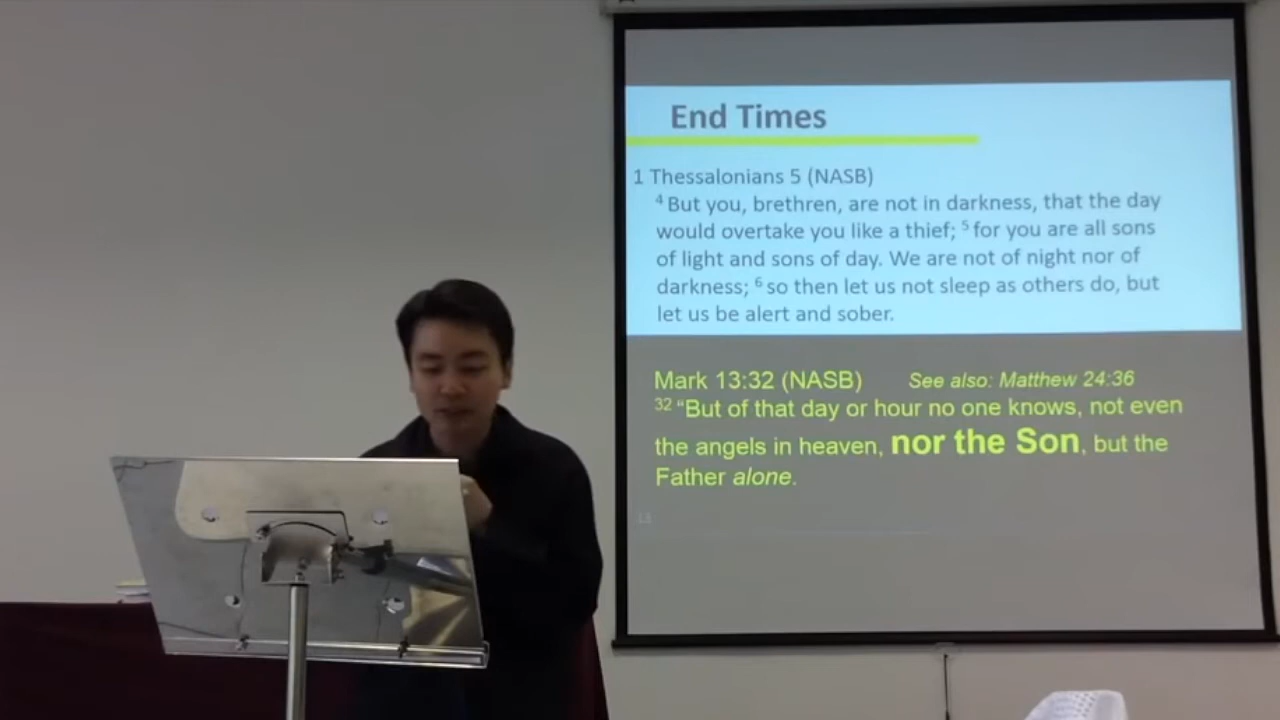 End Times
1 Thessalonians 5 (NASB)
4 But you, brethren, are not in darkness, that the day
would overtake you like a thief; 5 for you are all sons
of light and sons of day. We are not of night nor of
darkness; 6 so then let us not sleep as others do, but
let us be alert and sober.
Mark 13:32 (NASB) See also: Matthew 24:36
32 “But of that day or hour no one knows, not even
the angels in heaven, nor the Son, but the
Father alone.